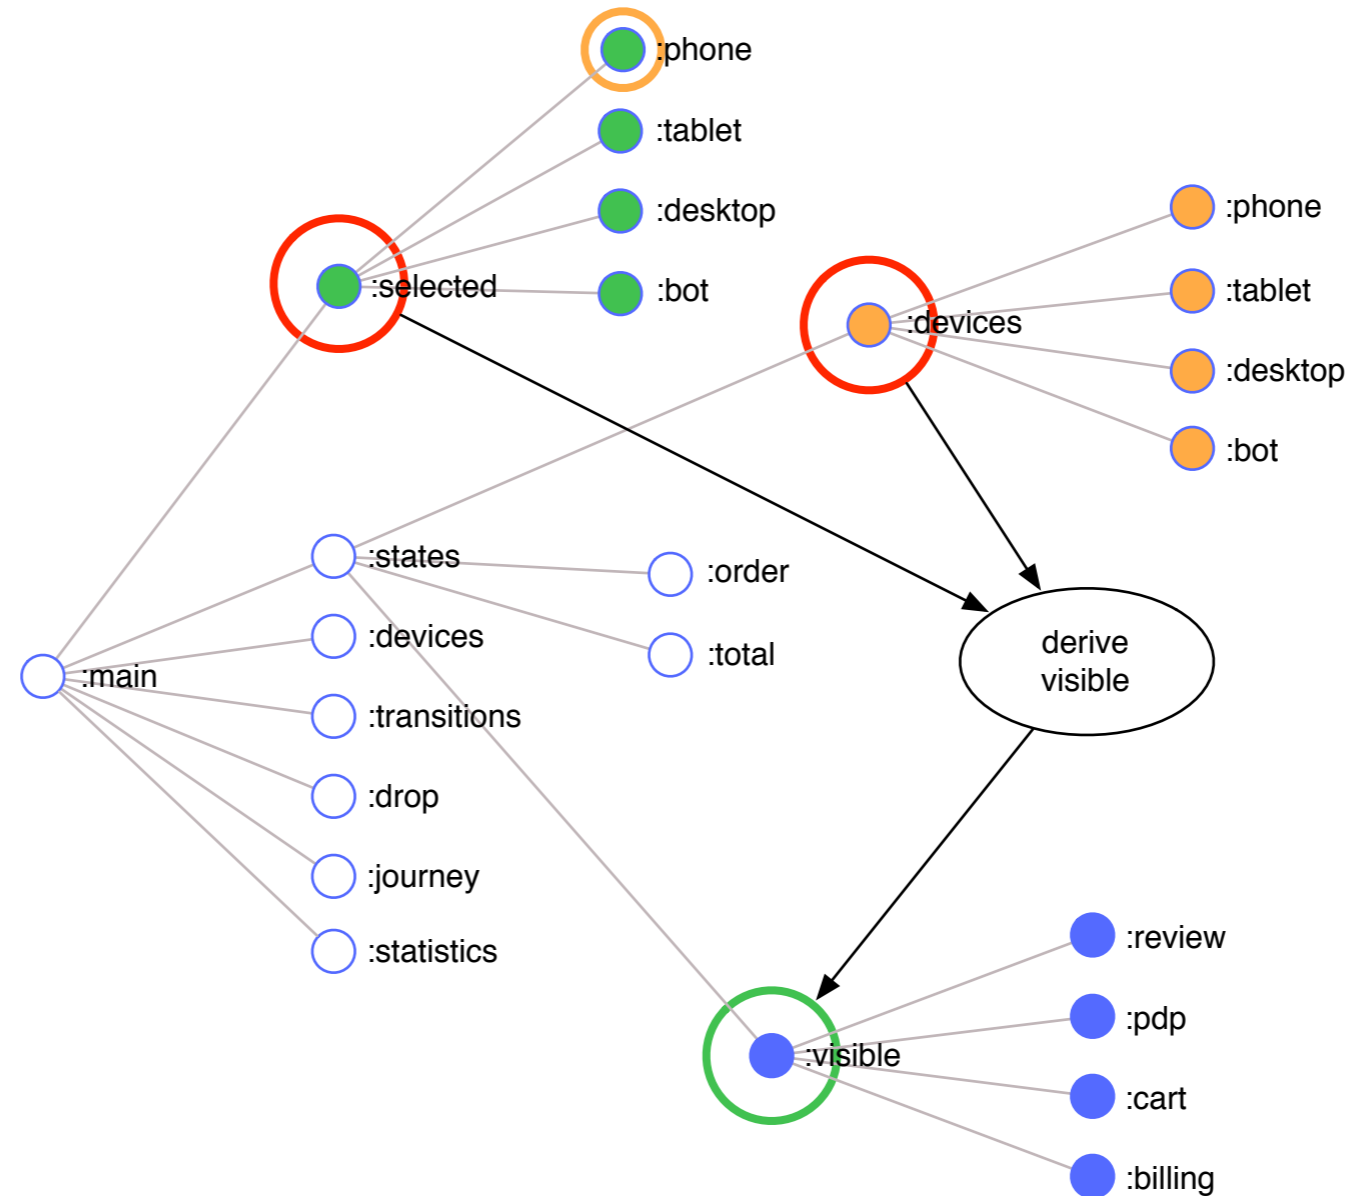 :phone
:tablet
:desktop
:selected
:bot
:phone
:tablet
:devices
:desktop
:bot
:states
:order
:devices
:total
:main
:transitions
:drop
:journey
:statistics
derive
visible
:review
:pdp
:visible
:cart
:billing